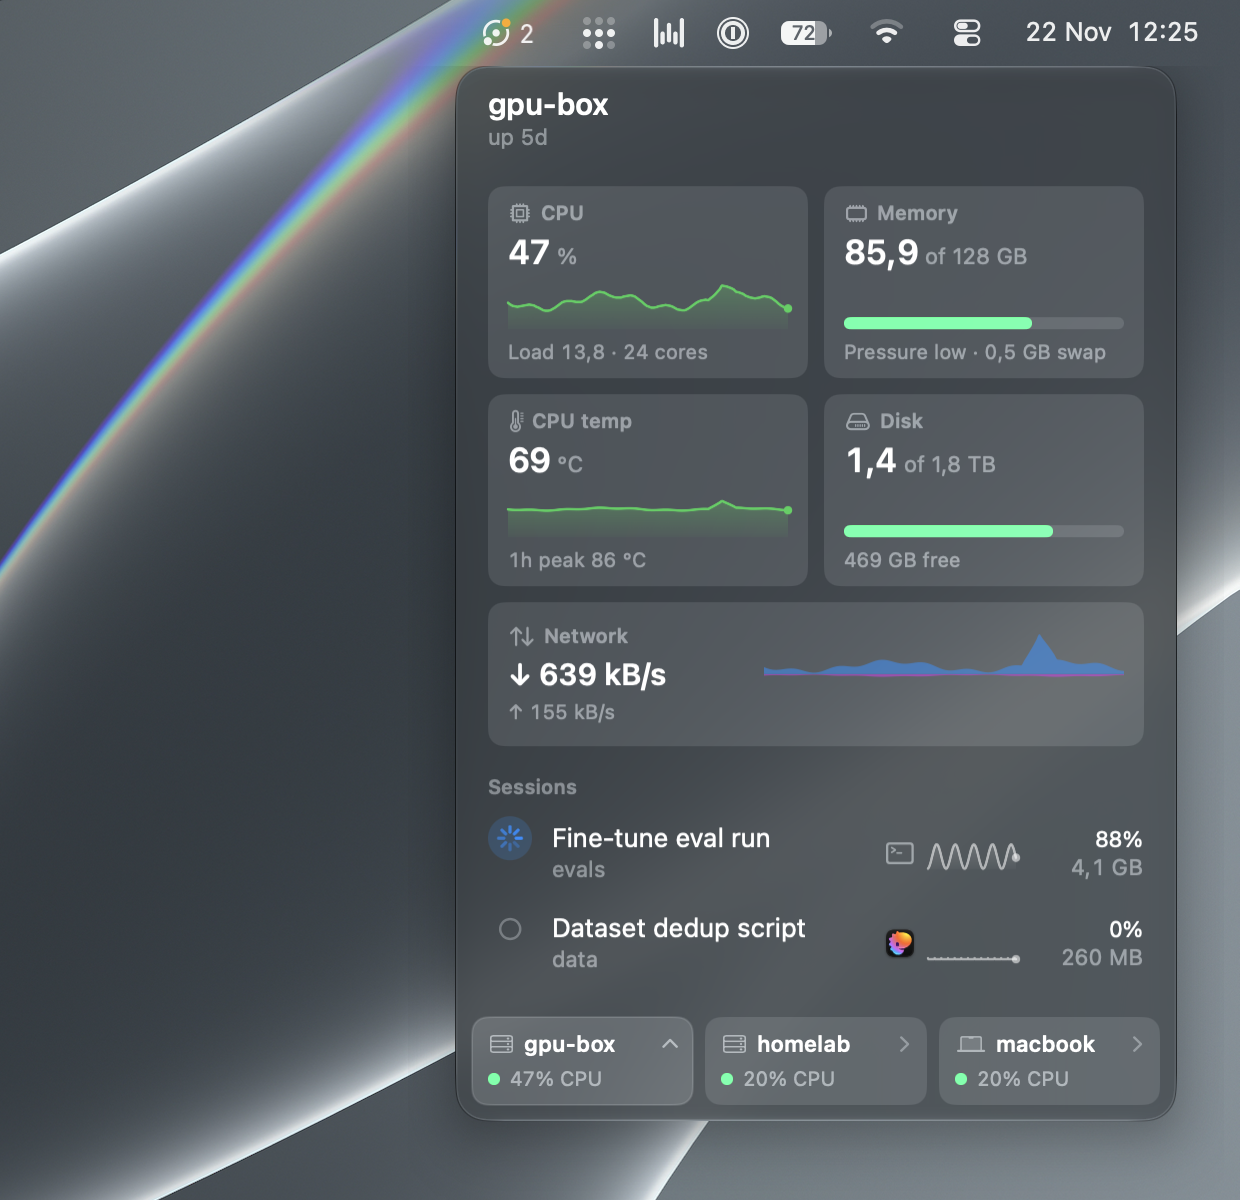 2 72 22 Nov 12:25
gpu-box
up 5d
CPU
47 %
Load 13,8 · 24 cores
Memory
85,9 of 128 GB
Pressure low · 0,5 GB swap
CPU temp
69 °C
1h peak 86 °C
Disk
1,4 of 1,8 TB
469 GB free
Network
↓ 639 kB/s
↑ 155 kB/s
Sessions
Fine-tune eval run
evals
88%
4,1 GB
Dataset dedup script
data
0%
260 MB
gpu-box
47% CPU
homelab
20% CPU
macbook
20% CPU